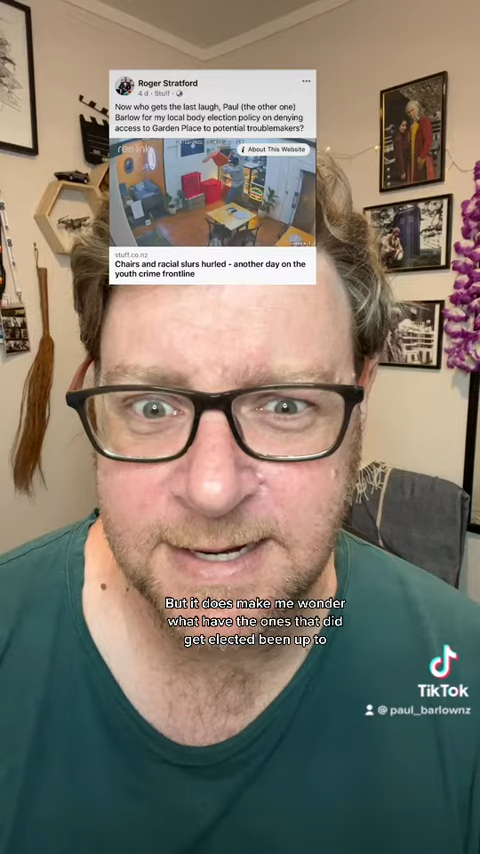 Roger Stratford
4 d · Stuff ·
Now who gets the last laugh, Paul (the other one)
Barlow for my local body election policy on denying
access to Garden Place to potential troublemakers?
reolink
About This Website
stuff.co.nz
Chairs and racial slurs hurled - another day on the
youth crime frontline
But it does make me wonder
what have the ones that did
get elected been up to
TikTok
@ paul_barlownz